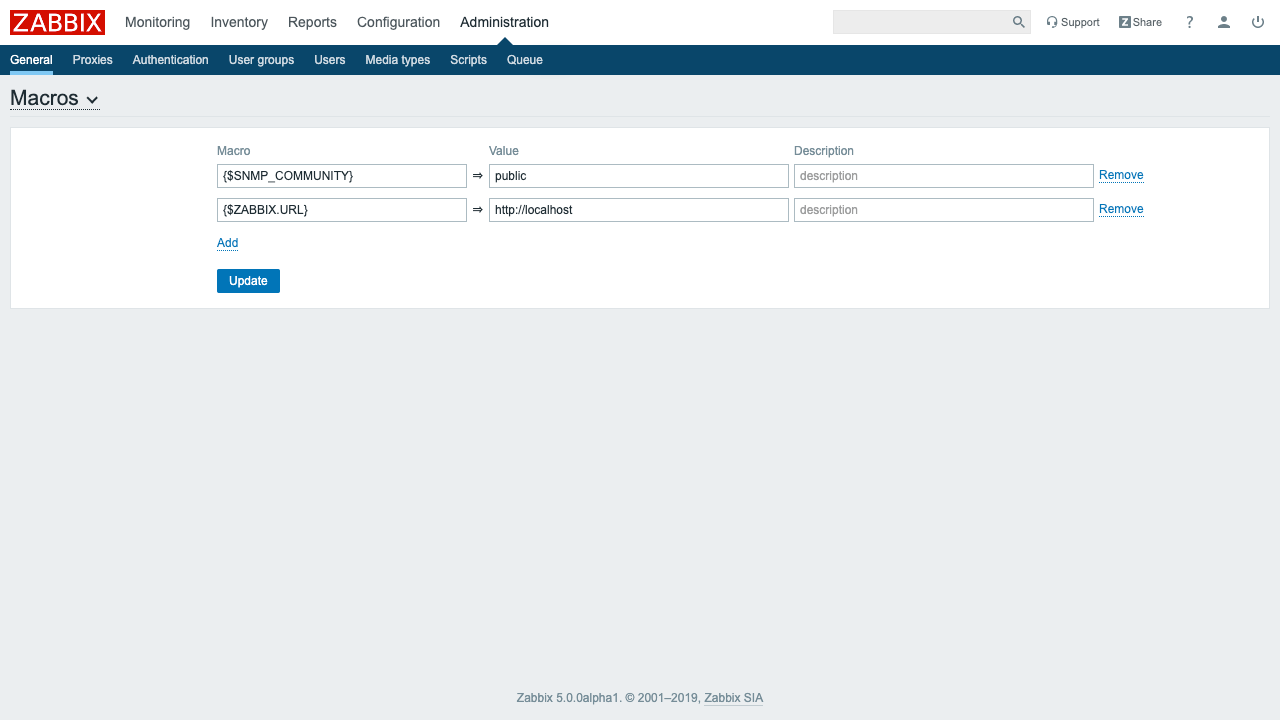 ZABBIX Monitoring Inventory Reports Configuration Administration Support Z Share ?
General Proxies Authentication User groups Users Media types Scripts Queue
Macros
Macro Value Description
{$SNMP_COMMUNITY} ⇒ public description Remove
{$ZABBIX.URL} ⇒ http://localhost description Remove
Add
Update
Zabbix 5.0.0alpha1. © 2001–2019, Zabbix SIA